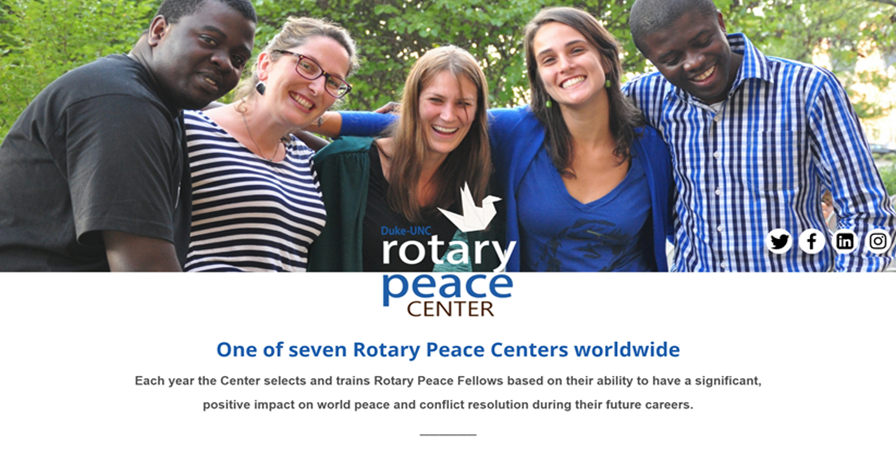 Duke-UNC
rotary
peace
CENTER
One of seven Rotary Peace Centers worldwide
Each year the Center selects and trains Rotary Peace Fellows based on their ability to have a significant,
positive impact on world peace and conflict resolution during their future careers.